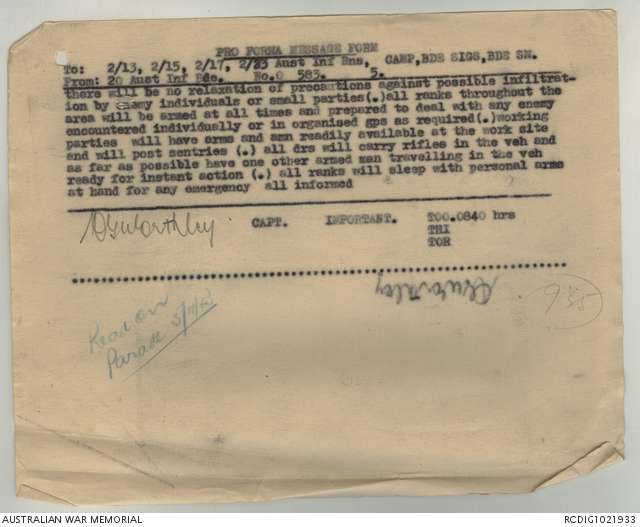 PRO FORMA MESSAGE FORM
To: 2/13, 2/15, 2/17, 2/23 Aust Inf Bns, CAMP,BDE SIGS,BDE SN.
From: 20 Aust Inf Bde. No.O 583. 5.
there will be no relaxation of precautions against possible infiltrat-
ion by enemy individuals or small parties(.)all ranks throughout the
area will be armed at all times and prepared to deal with any enemy
encountered individually or in organised gps as required(.)working
parties will have arms and amn readily available at the work site
and will post sentries (.) all drs will carry rifles in the veh and
as far as possible have one other armed man travelling in the veh
ready for instant action (.) all ranks will sleep with personal arms
at hand for any emergency all informed
Worthley CAPT. IMPORTANT. TOO.0840 hrs
THI
TOR
Worthley
935
Read on
Parade
AUSTRALIAN WAR MEMORIAL
RCDIG1021933